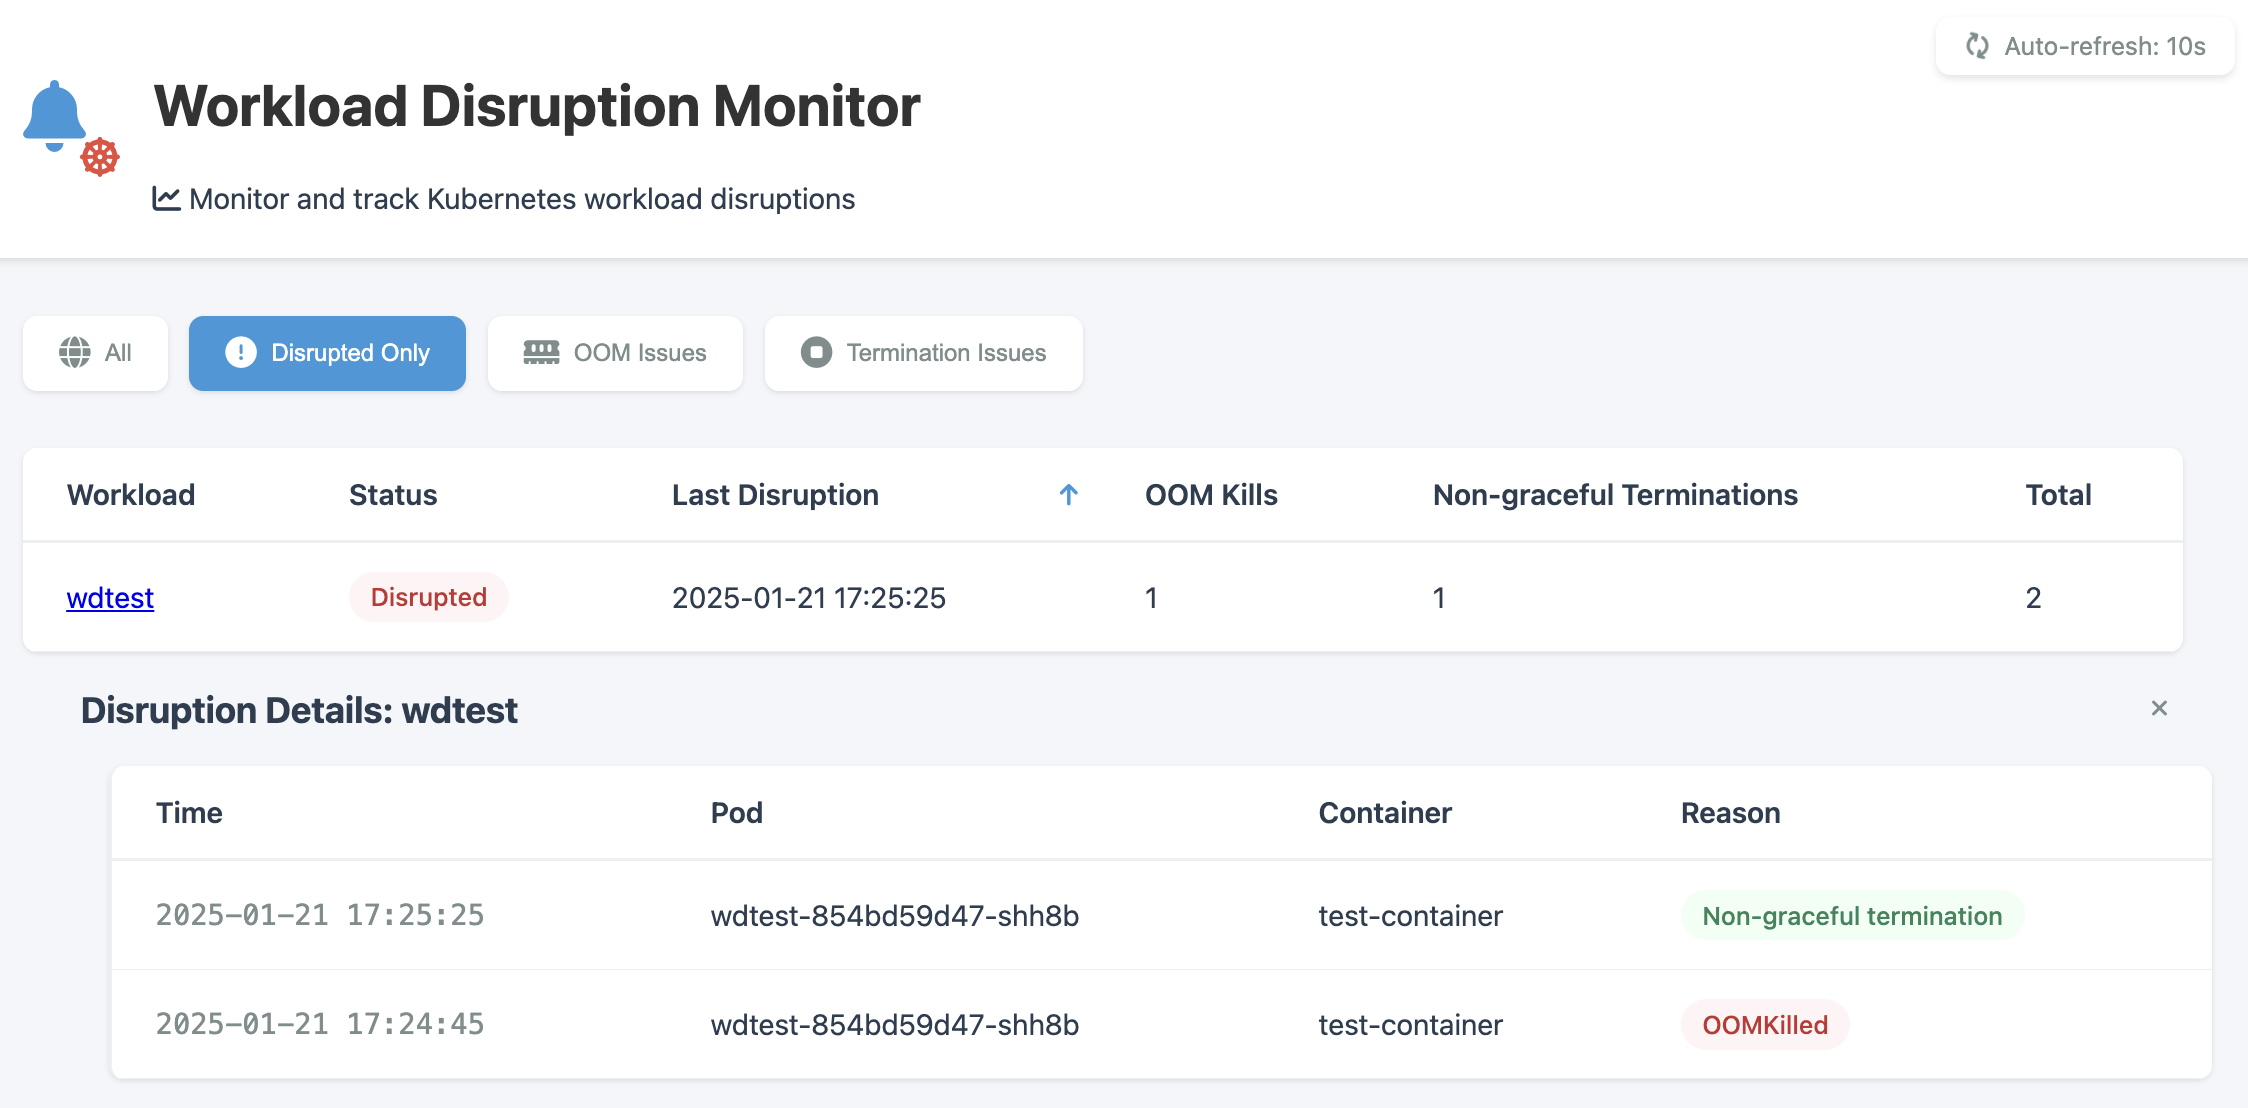 Auto-refresh: 10s
Workload Disruption Monitor
Monitor and track Kubernetes workload disruptions
All Disrupted Only OOM Issues Termination Issues
Workload Status Last Disruption OOM Kills Non-graceful Terminations Total
wdtest Disrupted 2025-01-21 17:25:25 1 1 2
Disruption Details: wdtest
Time Pod Container Reason
2025-01-21 17:25:25 wdtest-854bd59d47-shh8b test-container Non-graceful termination
2025-01-21 17:24:45 wdtest-854bd59d47-shh8b test-container OOMKilled